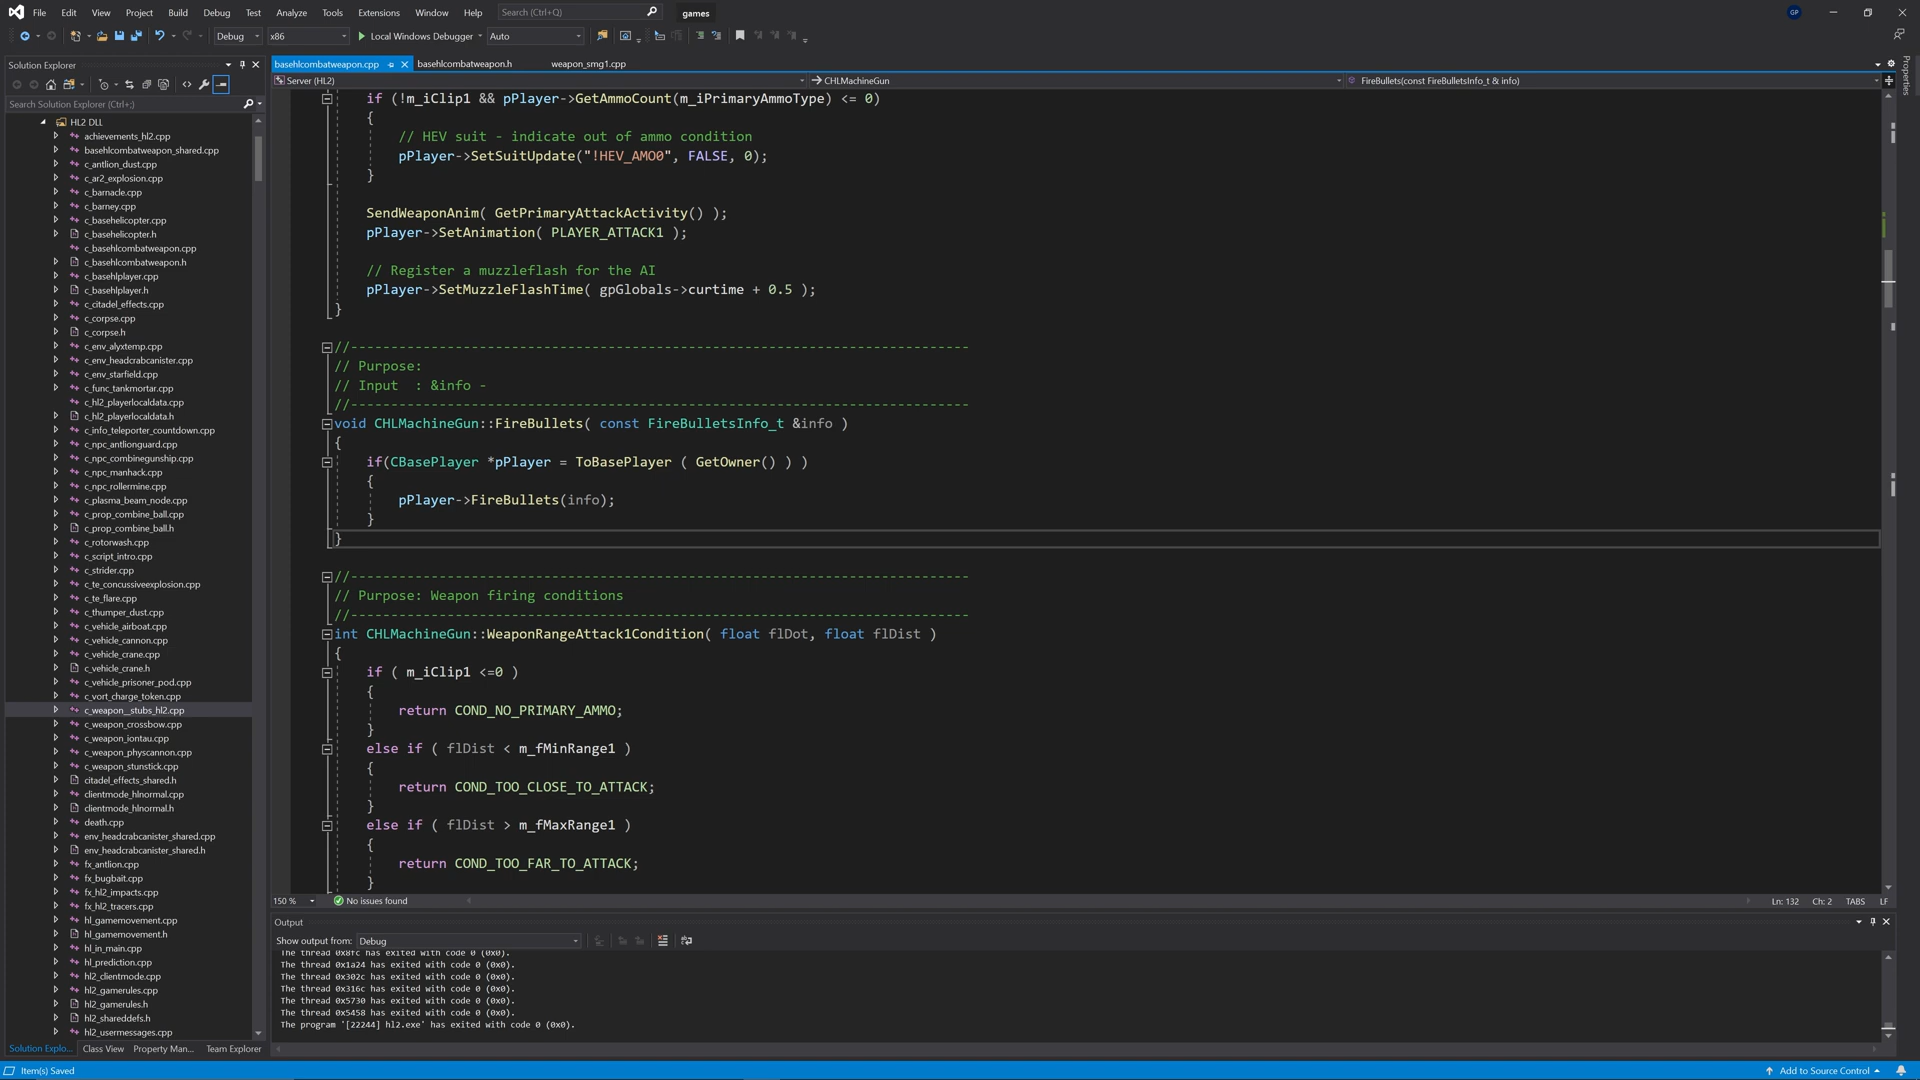 File Edit View Project Build Debug Test Analyze Tools Extensions Window Help Search (Ctrl+Q) games GP
Debug x86 Local Windows Debugger Auto
Solution Explorer
basehlcombatweapon.cpp basehlcombatweapon.h weapon_smg1.cpp
Server (HL2) CHLMachineGun FireBullets(const FireBulletsInfo_t & info)
Properties
Search Solution Explorer (Ctrl+;)
HL2 DLL
achievements_hl2.cpp
basehlcombatweapon_shared.cpp
c_antlion_dust.cpp
c_ar2_explosion.cpp
c_barnacle.cpp
c_barney.cpp
c_basehelicopter.cpp
c_basehelicopter.h
c_basehlcombatweapon.cpp
c_basehlcombatweapon.h
c_basehlplayer.cpp
c_basehlplayer.h
c_citadel_effects.cpp
c_corpse.cpp
c_corpse.h
c_env_alyxtemp.cpp
c_env_headcrabcanister.cpp
c_env_starfield.cpp
c_func_tankmortar.cpp
c_hl2_playerlocaldata.cpp
c_hl2_playerlocaldata.h
c_info_teleporter_countdown.cpp
c_npc_antlionguard.cpp
c_npc_combinegunship.cpp
c_npc_manhack.cpp
c_npc_rollermine.cpp
c_plasma_beam_node.cpp
c_prop_combine_ball.cpp
c_prop_combine_ball.h
c_rotorwash.cpp
c_script_intro.cpp
c_strider.cpp
c_te_concussiveexplosion.cpp
c_te_flare.cpp
c_thumper_dust.cpp
c_vehicle_airboat.cpp
c_vehicle_cannon.cpp
c_vehicle_crane.cpp
c_vehicle_crane.h
c_vehicle_prisoner_pod.cpp
c_vort_charge_token.cpp
c_weapon__stubs_hl2.cpp
c_weapon_crossbow.cpp
c_weapon_iontau.cpp
c_weapon_physcannon.cpp
c_weapon_stunstick.cpp
citadel_effects_shared.h
clientmode_hlnormal.cpp
clientmode_hlnormal.h
death.cpp
env_headcrabcanister_shared.cpp
env_headcrabcanister_shared.h
fx_antlion.cpp
fx_bugbait.cpp
fx_hl2_impacts.cpp
fx_hl2_tracers.cpp
hl_gamemovement.cpp
hl_gamemovement.h
hl_in_main.cpp
hl_prediction.cpp
hl2_clientmode.cpp
hl2_gamerules.cpp
hl2_gamerules.h
hl2_shareddefs.h
hl2_usermessages.cpp
Solution Explo... Class View Property Man... Team Explorer
if (!m_iClip1 && pPlayer->GetAmmoCount(m_iPrimaryAmmoType) <= 0)
{
// HEV suit - indicate out of ammo condition
pPlayer->SetSuitUpdate("!HEV_AMO0", FALSE, 0);
}
SendWeaponAnim( GetPrimaryAttackActivity() );
pPlayer->SetAnimation( PLAYER_ATTACK1 );
// Register a muzzleflash for the AI
pPlayer->SetMuzzleFlashTime( gpGlobals->curtime + 0.5 );
}
//-----------------------------------------------------------------------------
// Purpose:
// Input  : &info -
//-----------------------------------------------------------------------------
void CHLMachineGun::FireBullets( const FireBulletsInfo_t &info )
{
if(CBasePlayer *pPlayer = ToBasePlayer ( GetOwner() ) )
{
pPlayer->FireBullets(info);
}
}
//-----------------------------------------------------------------------------
// Purpose: Weapon firing conditions
//-----------------------------------------------------------------------------
int CHLMachineGun::WeaponRangeAttack1Condition( float flDot, float flDist )
{
if ( m_iClip1 <=0 )
{
return COND_NO_PRIMARY_AMMO;
}
else if ( flDist < m_fMinRange1 )
{
return COND_TOO_CLOSE_TO_ATTACK;
}
else if ( flDist > m_fMaxRange1 )
{
return COND_TOO_FAR_TO_ATTACK;
}
150 % No issues found Ln: 132 Ch: 2 TABS LF
Output
Show output from: Debug
The thread 0x8fc has exited with code 0 (0x0).
The thread 0x1a24 has exited with code 0 (0x0).
The thread 0x302c has exited with code 0 (0x0).
The thread 0x316c has exited with code 0 (0x0).
The thread 0x5730 has exited with code 0 (0x0).
The thread 0x5458 has exited with code 0 (0x0).
The program '[22244] hl2.exe' has exited with code 0 (0x0).
Item(s) Saved Add to Source Control